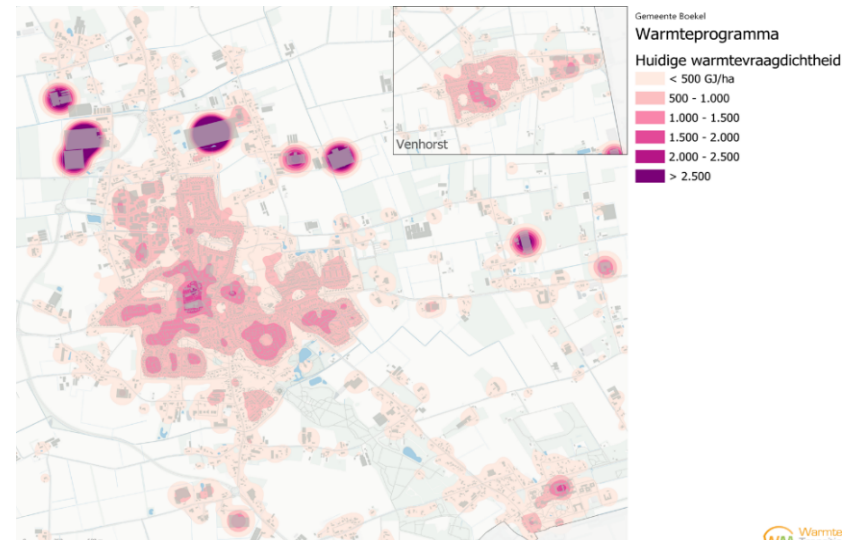 Gemeente Boekel
Warmteprogramma
Huidige warmtevraagdichtheid
< 500 GJ/ha
500 - 1.000
1.000 - 1.500
1.500 - 2.000
2.000 - 2.500
> 2.500
Venhorst
Warmte